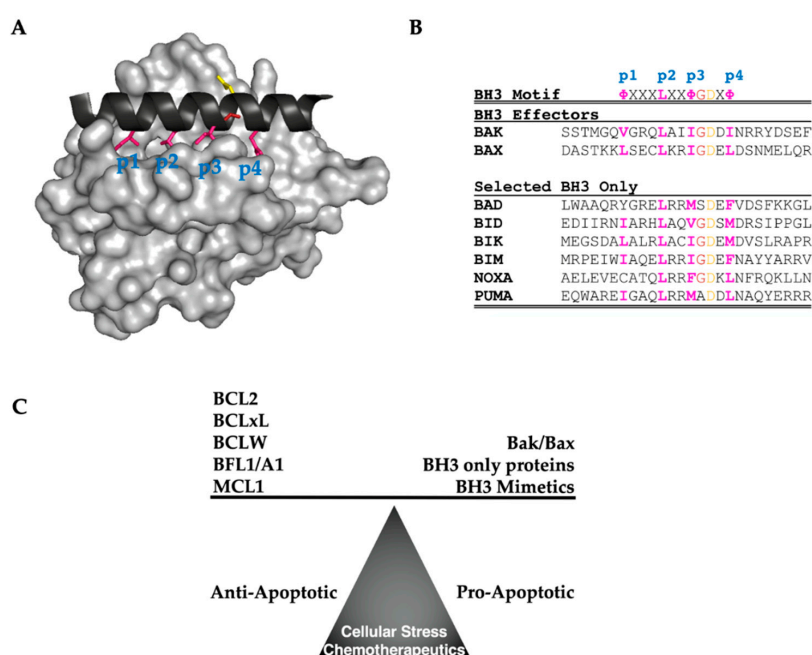 A
p1 p2 p3 p4
B
p1 p2 p3 p4
BH3 Motif ΦXXXLXXΦGDXΦ
BH3 Effectors
BAK SSTMGQVGRQLAIIGDDINRRYDSEF
BAX DASTKKLSECLKRIGDELDSNMELQR
Selected BH3 Only
BAD LWAAQRYGRELRRMSDEFVDSFKKGL
BID EDIIRNIARHLAQVGDSMDRSIPPGL
BIK MEGSDALALRLACIGDEMDVSLRAPR
BIM MRPEIWIAQELRRIGDEFNAYYARRV
NOXA AELEVECATQLRRFGDKLNFRQKLLN
PUMA EQWAREIGAQLRRMADDLNAQYERRR
C
BCL2
BCLxL
BCLW
BFL1/A1
MCL1
Bak/Bax
BH3 only proteins
BH3 Mimetics
Anti-Apoptotic
Pro-Apoptotic
Cellular Stress
Chemotherapeutics